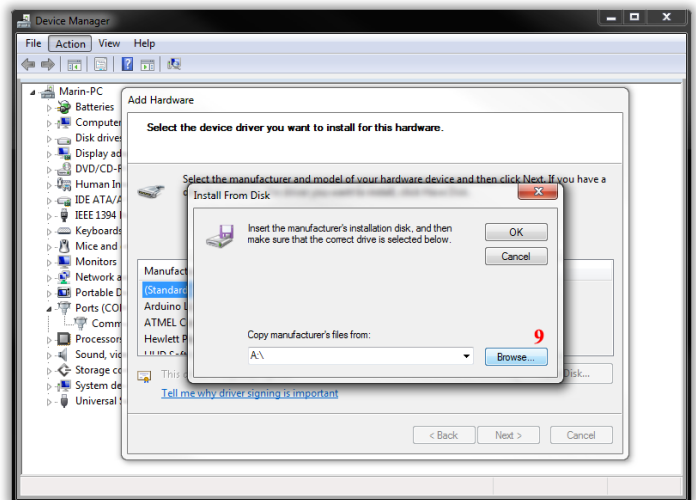 Device Manager
File Action View Help
Marin-PC
Batteries
Computer
Disk drives
Display ad
DVD/CD-R
Human In
IDE ATA/A
IEEE 1394
Keyboards
Mice and
Monitors
Network a
Portable D
Ports (CO
Comm
Processors
Sound, vid
Storage co
System de
Universal S
Add Hardware
Select the device driver you want to install for this hardware.
Select the manufacturer and model of your hardware device and then click Next. If you have a
Manufact
(Standard
Arduino L
ATMEL C
Hewlett P
This d
Disk...
Tell me why driver signing is important
< Back Next > Cancel
Install From Disk
X
Insert the manufacturer's installation disk, and then
make sure that the correct drive is selected below.
OK
Cancel
Copy manufacturer's files from:
9
A:\
Browse...